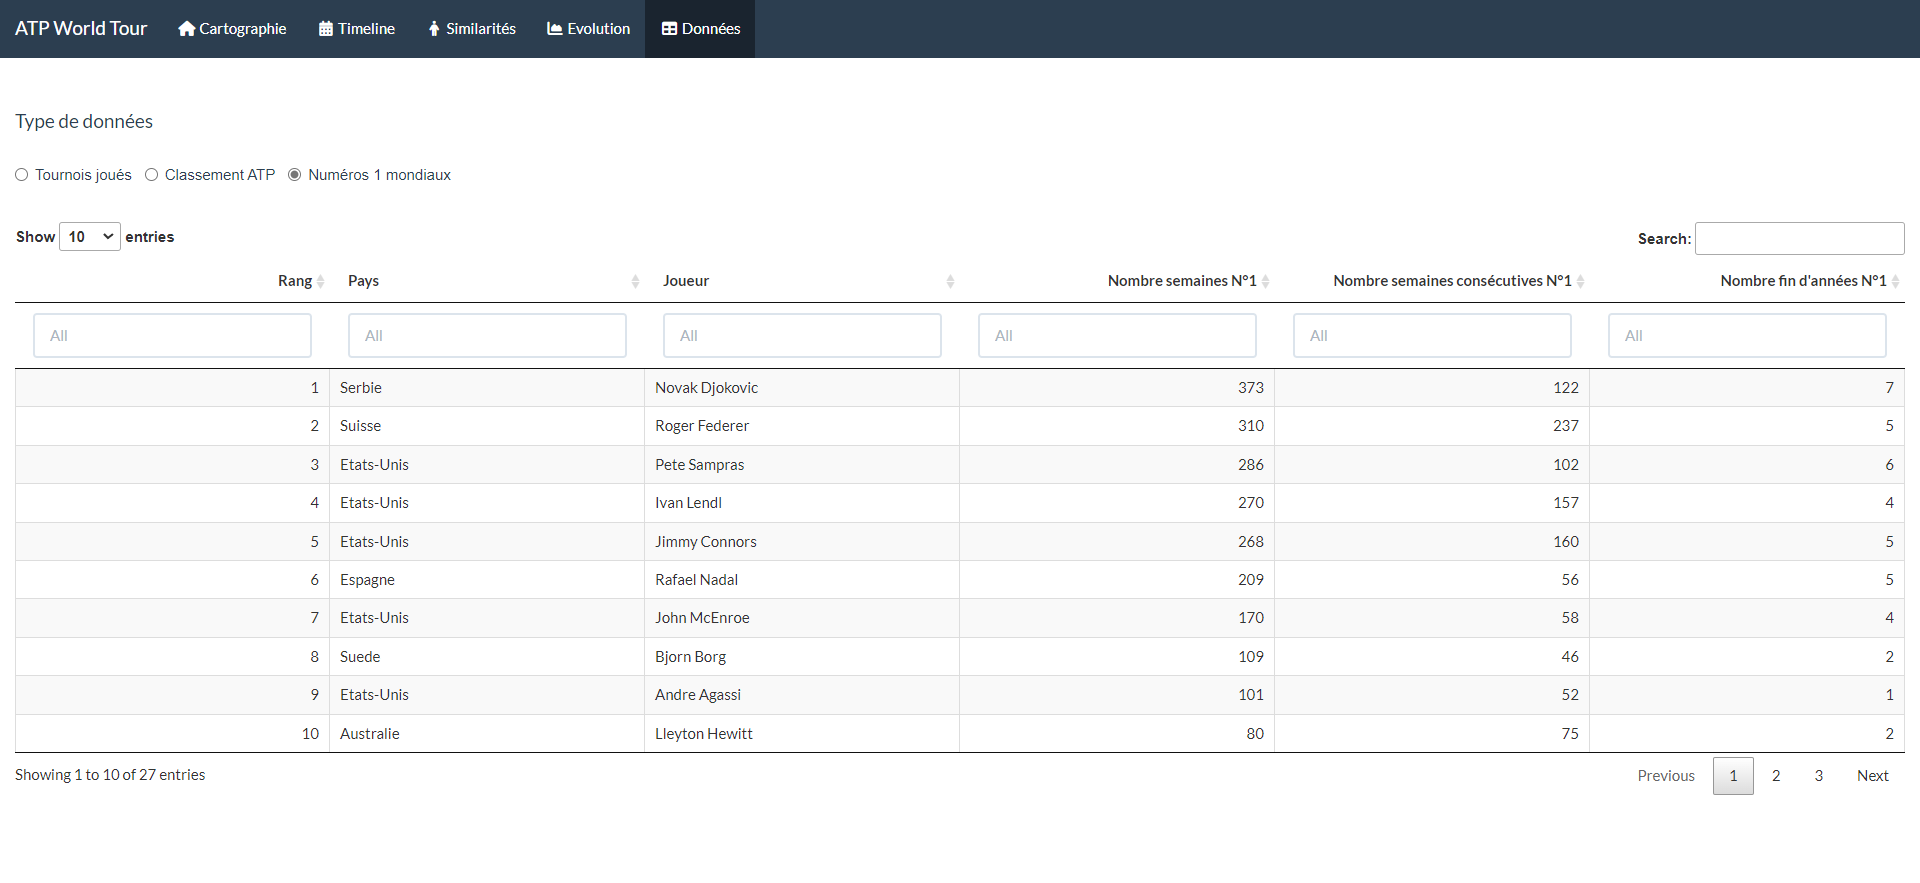 ATP World Tour Cartographie Timeline Similarités Evolution Données
Type de données
Tournois joués Classement ATP Numéros 1 mondiaux
Show 10 entries Search:
Rang Pays Joueur Nombre semaines N°1 Nombre semaines consécutives N°1 Nombre fin d'années N°1
All All All All All All
1 Serbie Novak Djokovic 373 122 7
2 Suisse Roger Federer 310 237 5
3 Etats-Unis Pete Sampras 286 102 6
4 Etats-Unis Ivan Lendl 270 157 4
5 Etats-Unis Jimmy Connors 268 160 5
6 Espagne Rafael Nadal 209 56 5
7 Etats-Unis John McEnroe 170 58 4
8 Suede Bjorn Borg 109 46 2
9 Etats-Unis Andre Agassi 101 52 1
10 Australie Lleyton Hewitt 80 75 2
Showing 1 to 10 of 27 entries Previous 1 2 3 Next